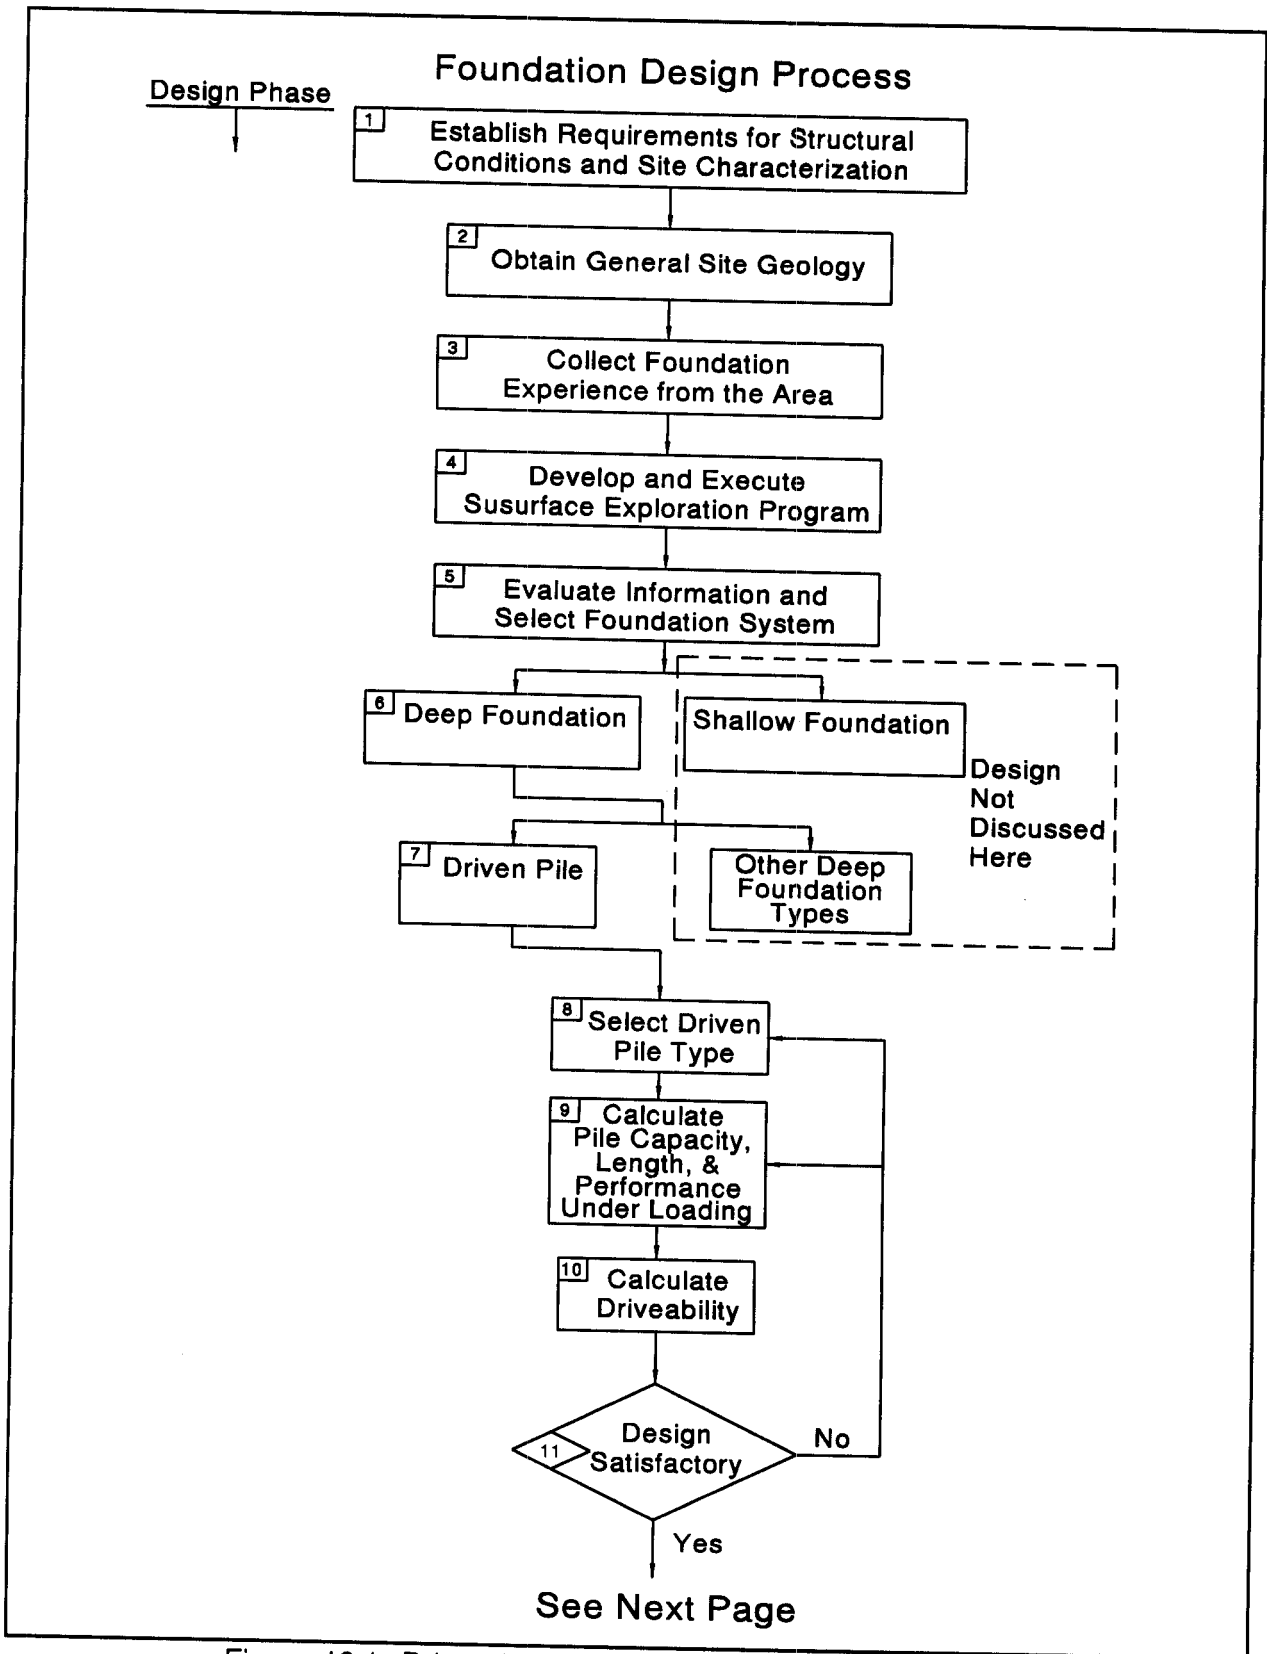 Foundation Design Process
Design Phase
1
Establish Requirements for Structural
Conditions and Site Characterization
2
Obtain General Site Geology
3
Collect Foundation
Experience from the Area
4
Develop and Execute
Susurface Exploration Program
5
Evaluate Information and
Select Foundation System
6
Deep Foundation
Shallow Foundation
Design
Not
Discussed
Here
7
Driven Pile
Other Deep
Foundation
Types
8
Select Driven
Pile Type
9
Calculate
Pile Capacity,
Length, &
Performance
Under Loading
10
Calculate
Driveability
11
Design
Satisfactory
No
Yes
See Next Page